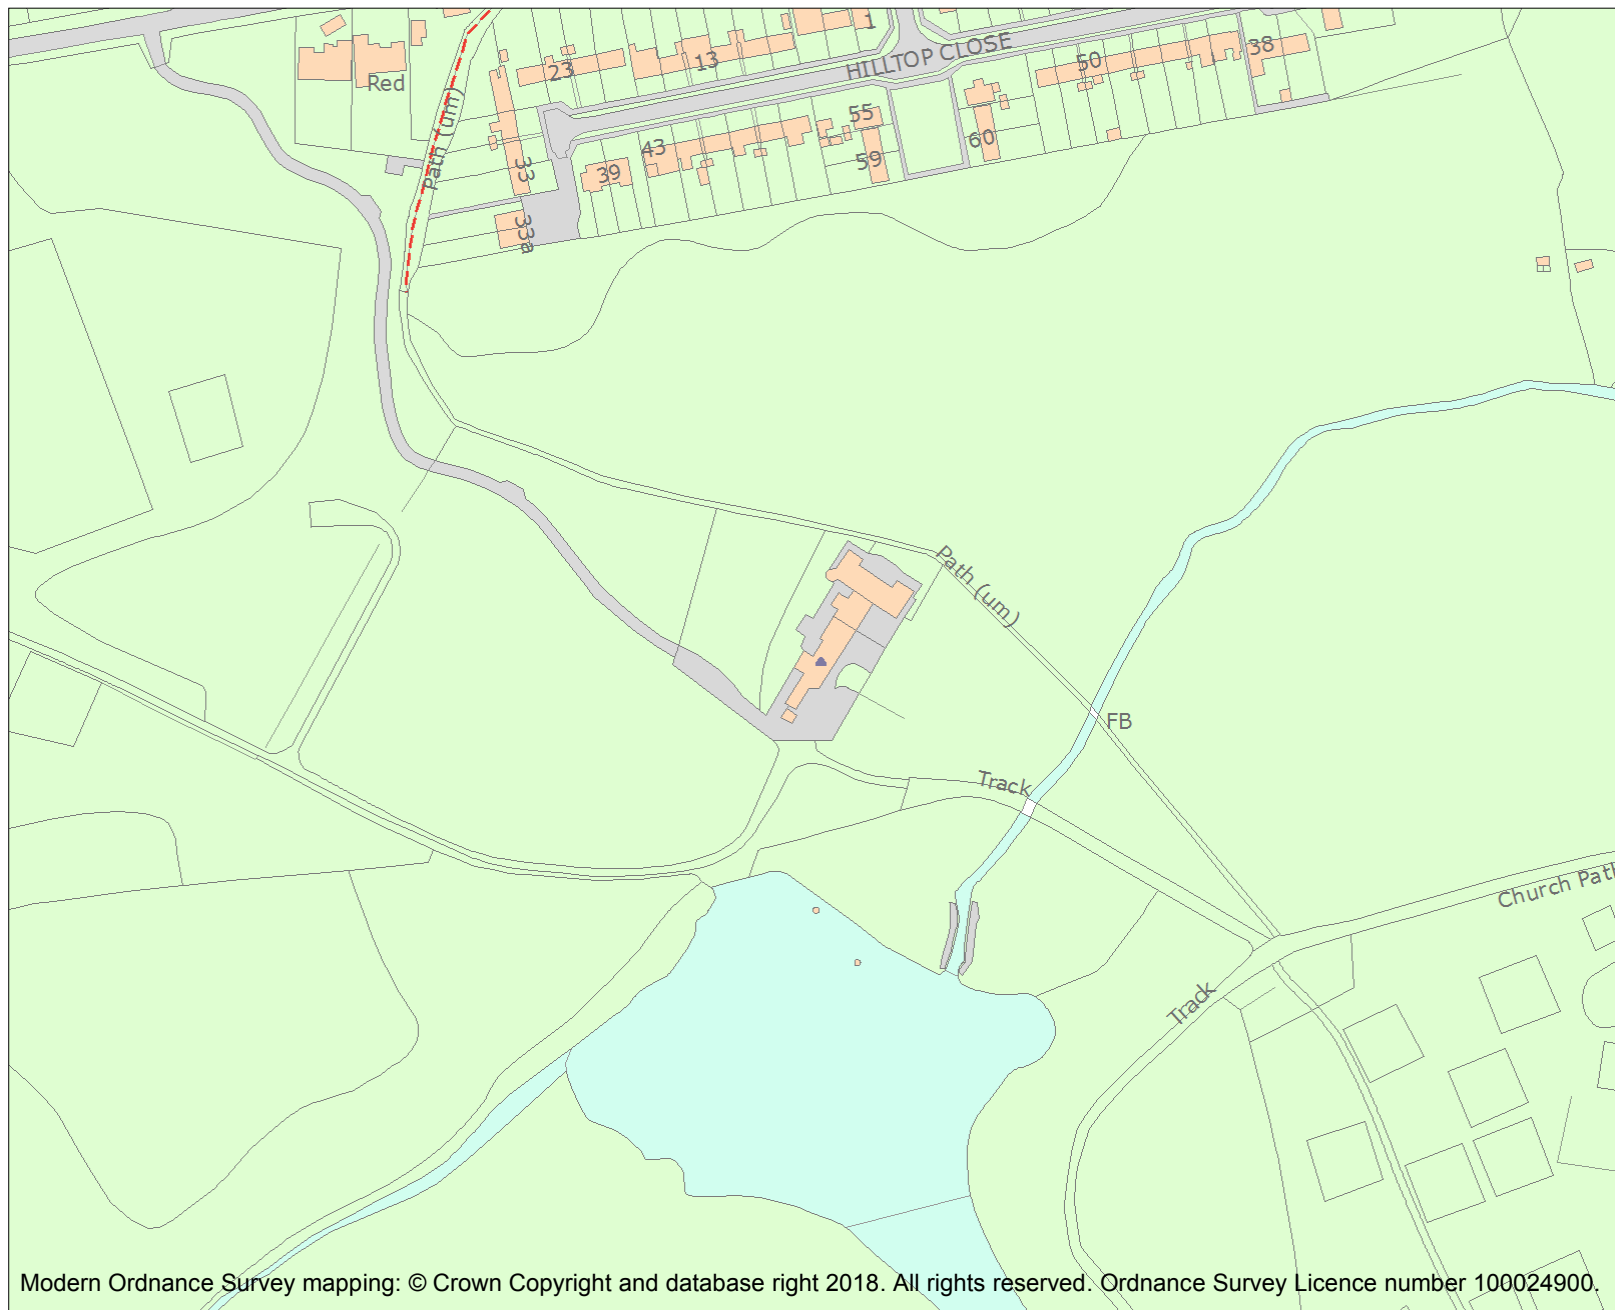 1
HILLTOP CLOSE
38
50
13
23
Red
Path (um)
55
60
43
59
39
33
33a
Path (um)
FB
Track
Church Path
Track
Modern Ordnance Survey mapping: © Crown Copyright and database right 2018. All rights reserved. Ordnance Survey Licence number 100024900.